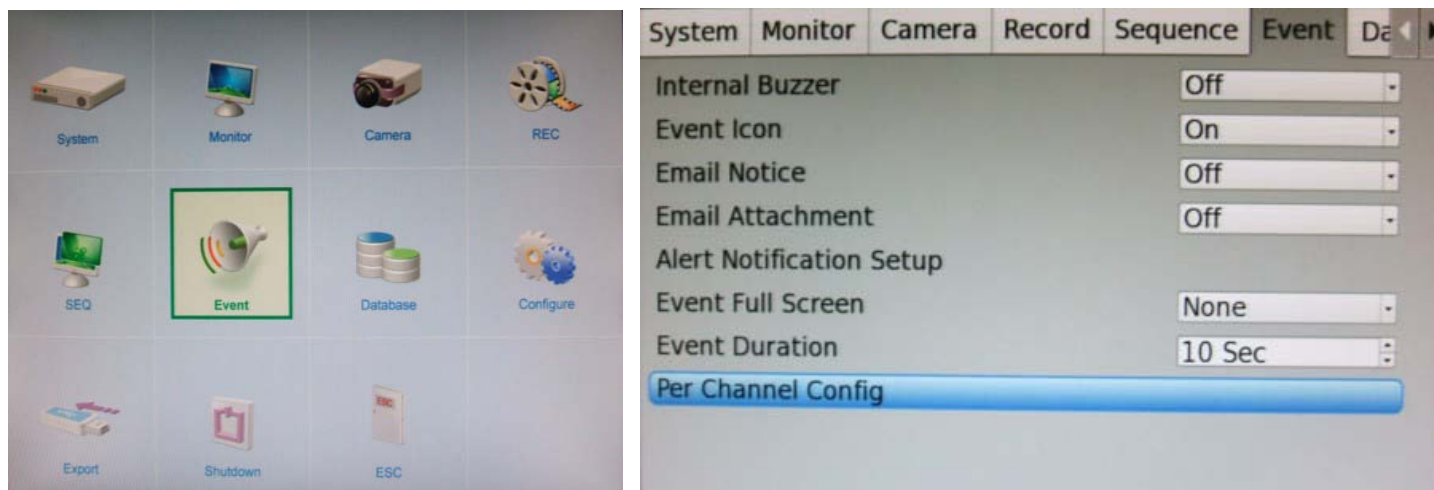 System Monitor Camera REC
SEQ Event Database Configure
Export Shutdown ESC
System Monitor Camera Record Sequence Event
Internal Buzzer Off
Event Icon On
Email Notice Off
Email Attachment Off
Alert Notification Setup
Event Full Screen None
Event Duration 10 Sec
Per Channel Config